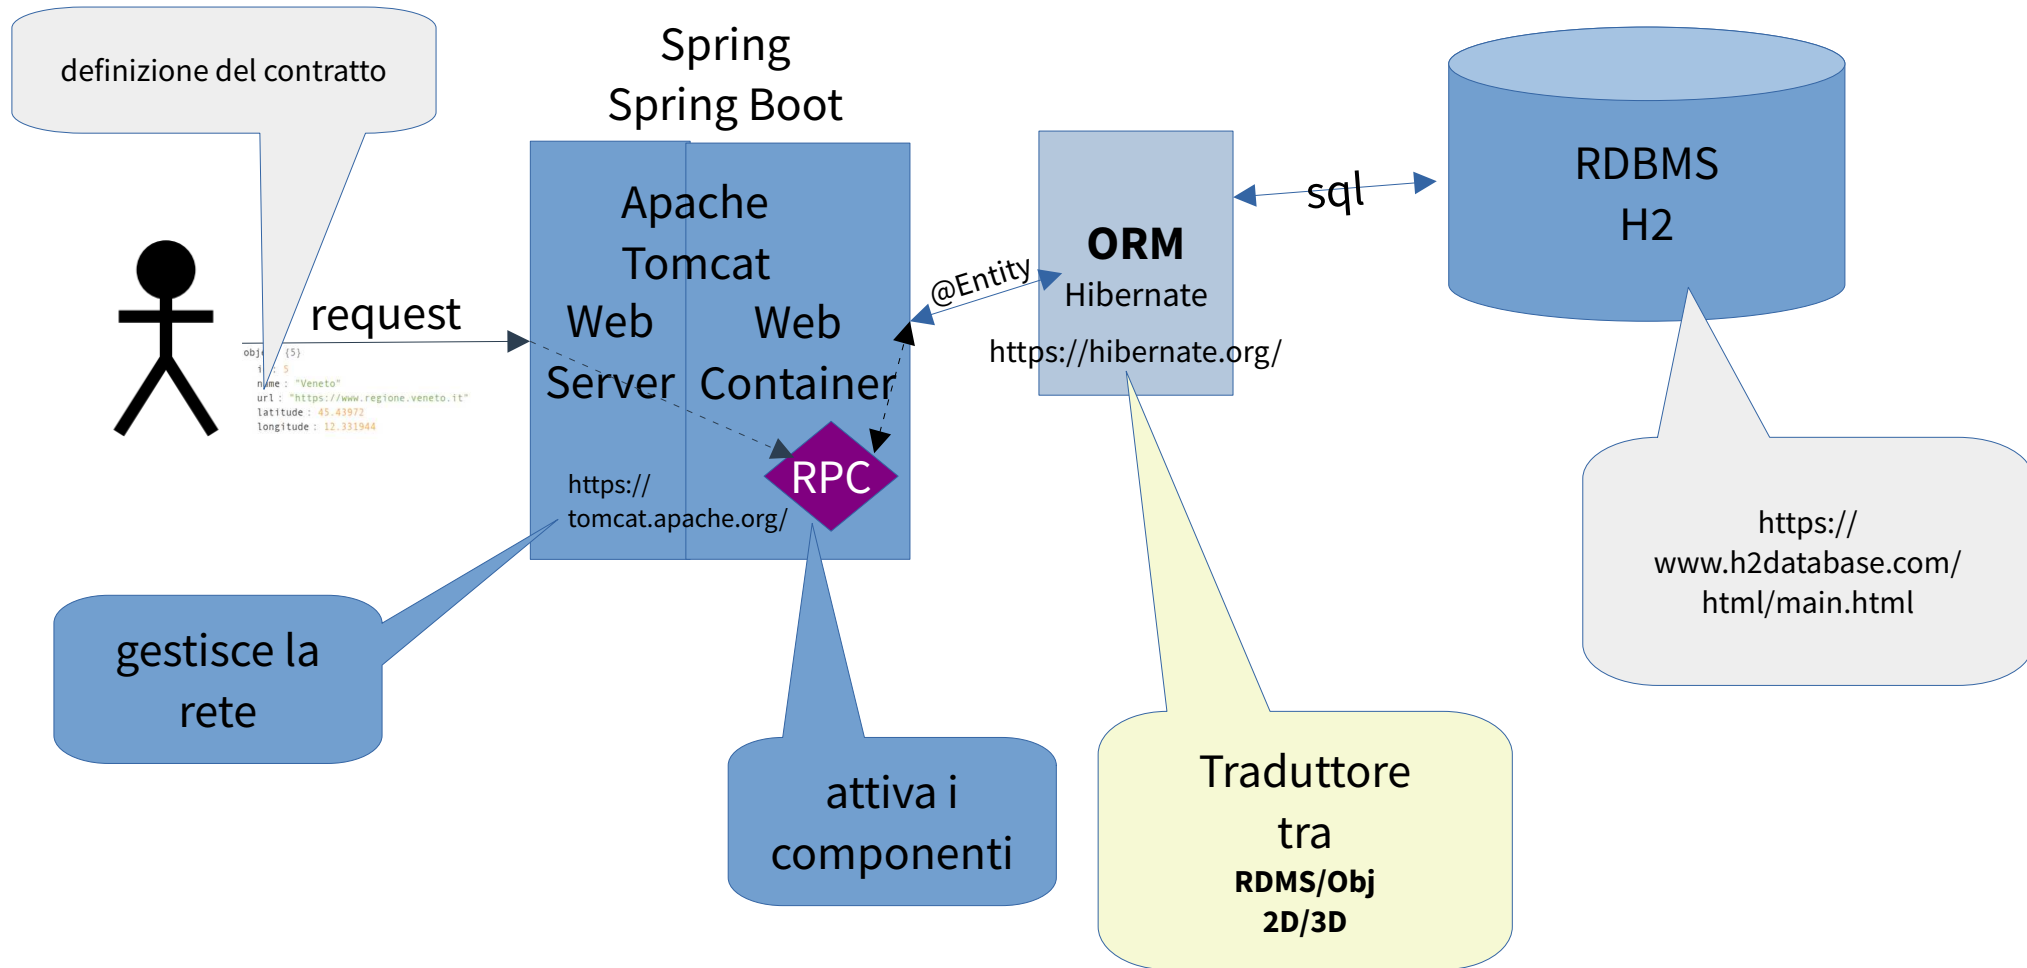 definizione del contratto
Spring
Spring Boot
request
{5}
: 5
: "Veneto"
url : "https://www.regione.veneto.it"
latitude : 45.43972
longitude : 12.331944
Apache
Tomcat
Web
Server
Web
Container
RPC
https://
tomcat.apache.org/
@Entity
ORM
Hibernate
https://hibernate.org/
sql
RDBMS
H2
https://
www.h2database.com/
html/main.html
gestisce la
rete
attiva i
componenti
Traduttore
tra
RDMS/Obj
2D/3D